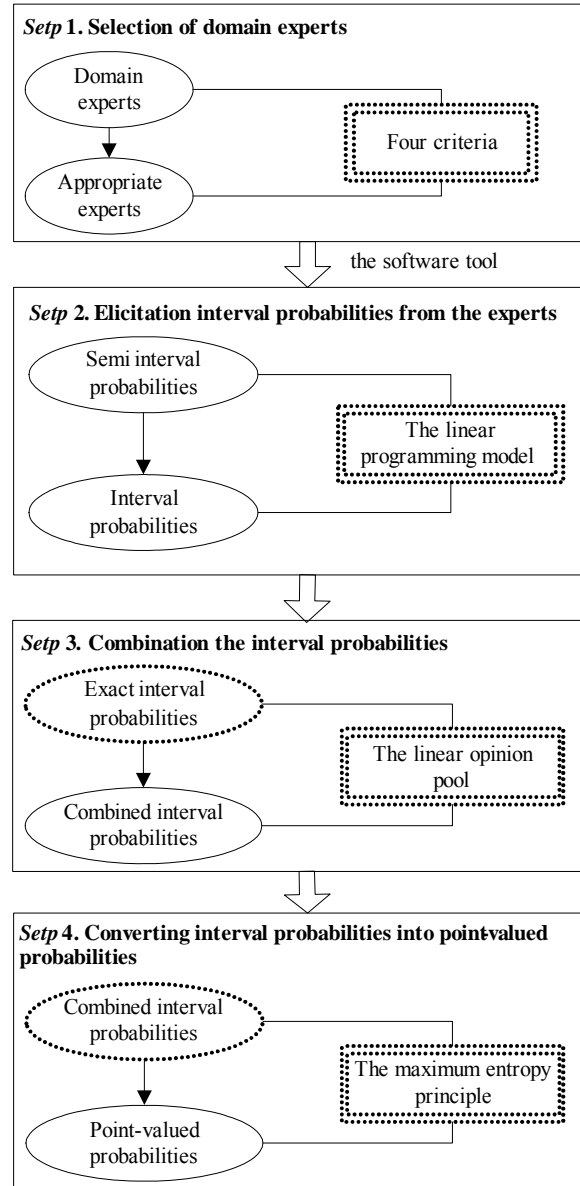 Setp 1. Selection of domain experts
Domain
experts
Four criteria
Appropriate
experts
the software tool
Setp 2. Elicitation interval probabilities from the experts
Semi interval
probabilities
The linear
programming model
Interval
probabilities
Setp 3. Combination the interval probabilities
Exact interval
probabilities
The linear opinion
pool
Combined interval
probabilities
Setp 4. Converting interval probabilities into point-valued
probabilities
Combined interval
probabilities
The maximum entropy
principle
Point-valued
probabilities